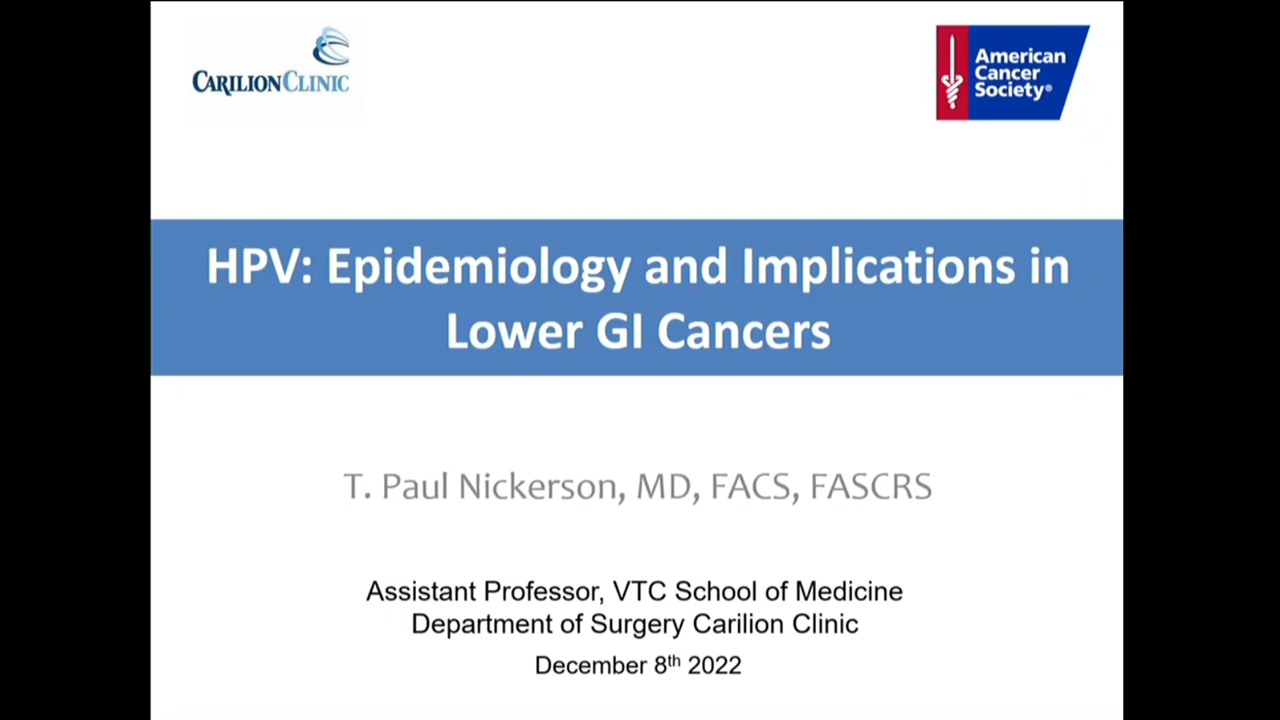 CARILION CLINIC
American
Cancer
Society®
HPV: Epidemiology and Implications in
Lower GI Cancers
T. Paul Nickerson, MD, FACS, FASCRS
Assistant Professor, VTC School of Medicine
Department of Surgery Carilion Clinic
December 8th 2022